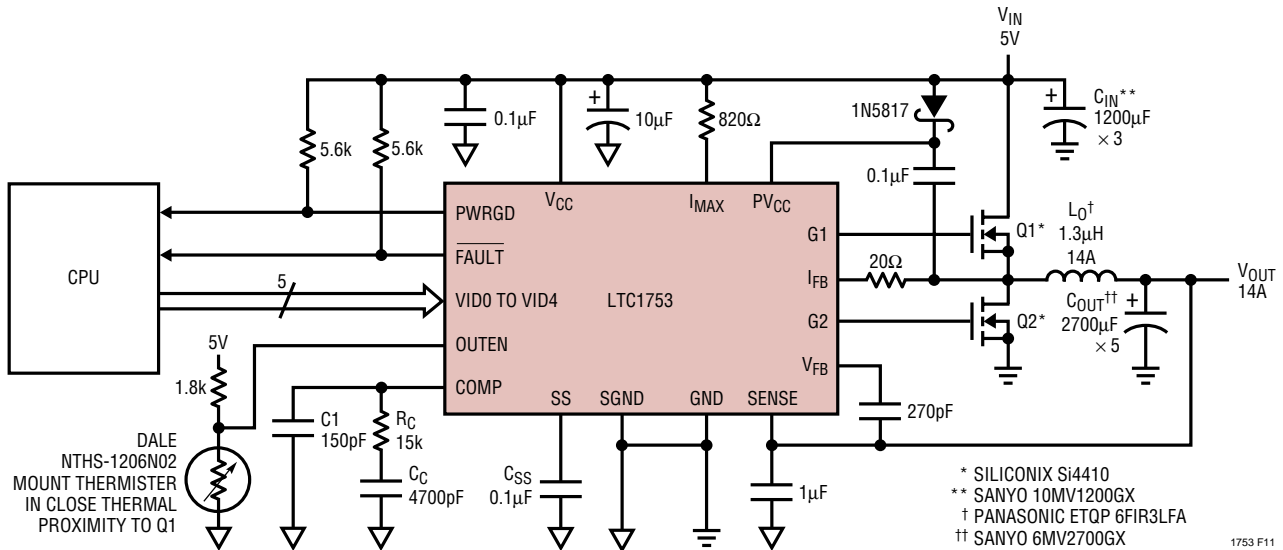 VIN
5V
1N5817
+
CIN**
1200µF
× 3
5.6k
5.6k
0.1µF
+
10µF
820Ω
0.1µF
CPU
PWRGD
FAULT
VID0 TO VID4
OUTEN
COMP
VCC
IMAX
PVCC
LTC1753
G1
IFB
G2
VFB
SS
SGND
GND
SENSE
5
20Ω
Q1*
Q2*
LO†
1.3µH
14A
VOUT
14A
COUT††
2700µF
× 5
+
5V
1.8k
DALE
NTHS-1206N02
MOUNT THERMISTER
IN CLOSE THERMAL
PROXIMITY TO Q1
C1
150pF
RC
15k
CC
4700pF
CSS
0.1µF
1µF
270pF
* SILICONIX Si4410
** SANYO 10MV1200GX
† PANASONIC ETQP 6FIR3LFA
†† SANYO 6MV2700GX
1753 F11